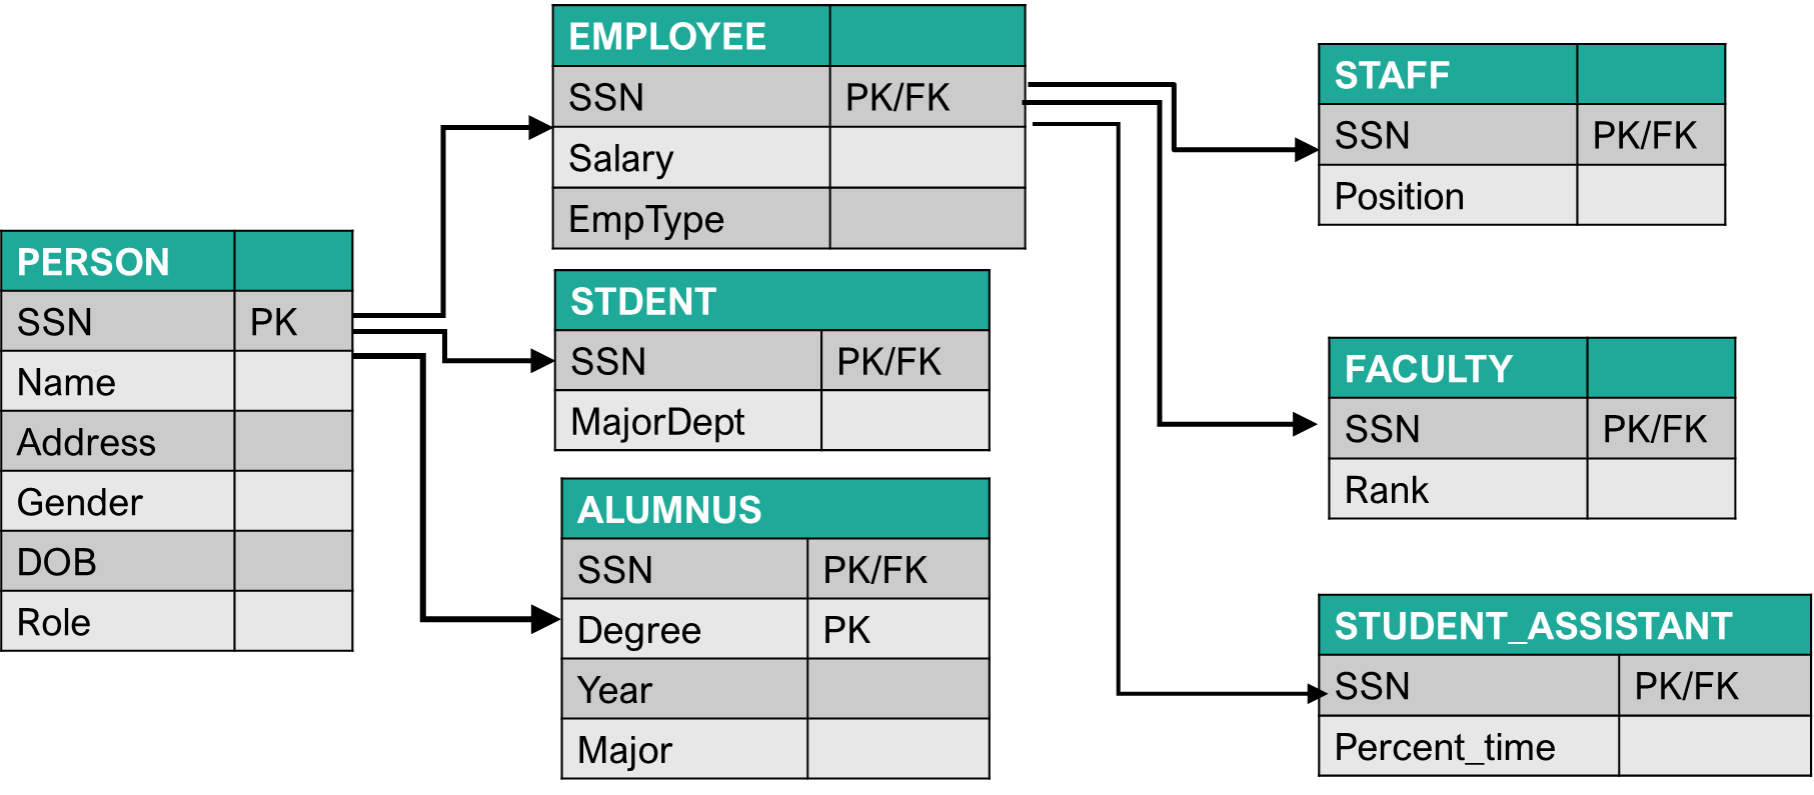 PERSON
SSN PK
Name
Address
Gender
DOB
Role
EMPLOYEE
SSN PK/FK
Salary
EmpType
STDENT
SSN PK/FK
MajorDept
ALUMNUS
SSN PK/FK
Degree PK
Year
Major
STAFF
SSN PK/FK
Position
FACULTY
SSN PK/FK
Rank
STUDENT_ASSISTANT
SSN PK/FK
Percent_time